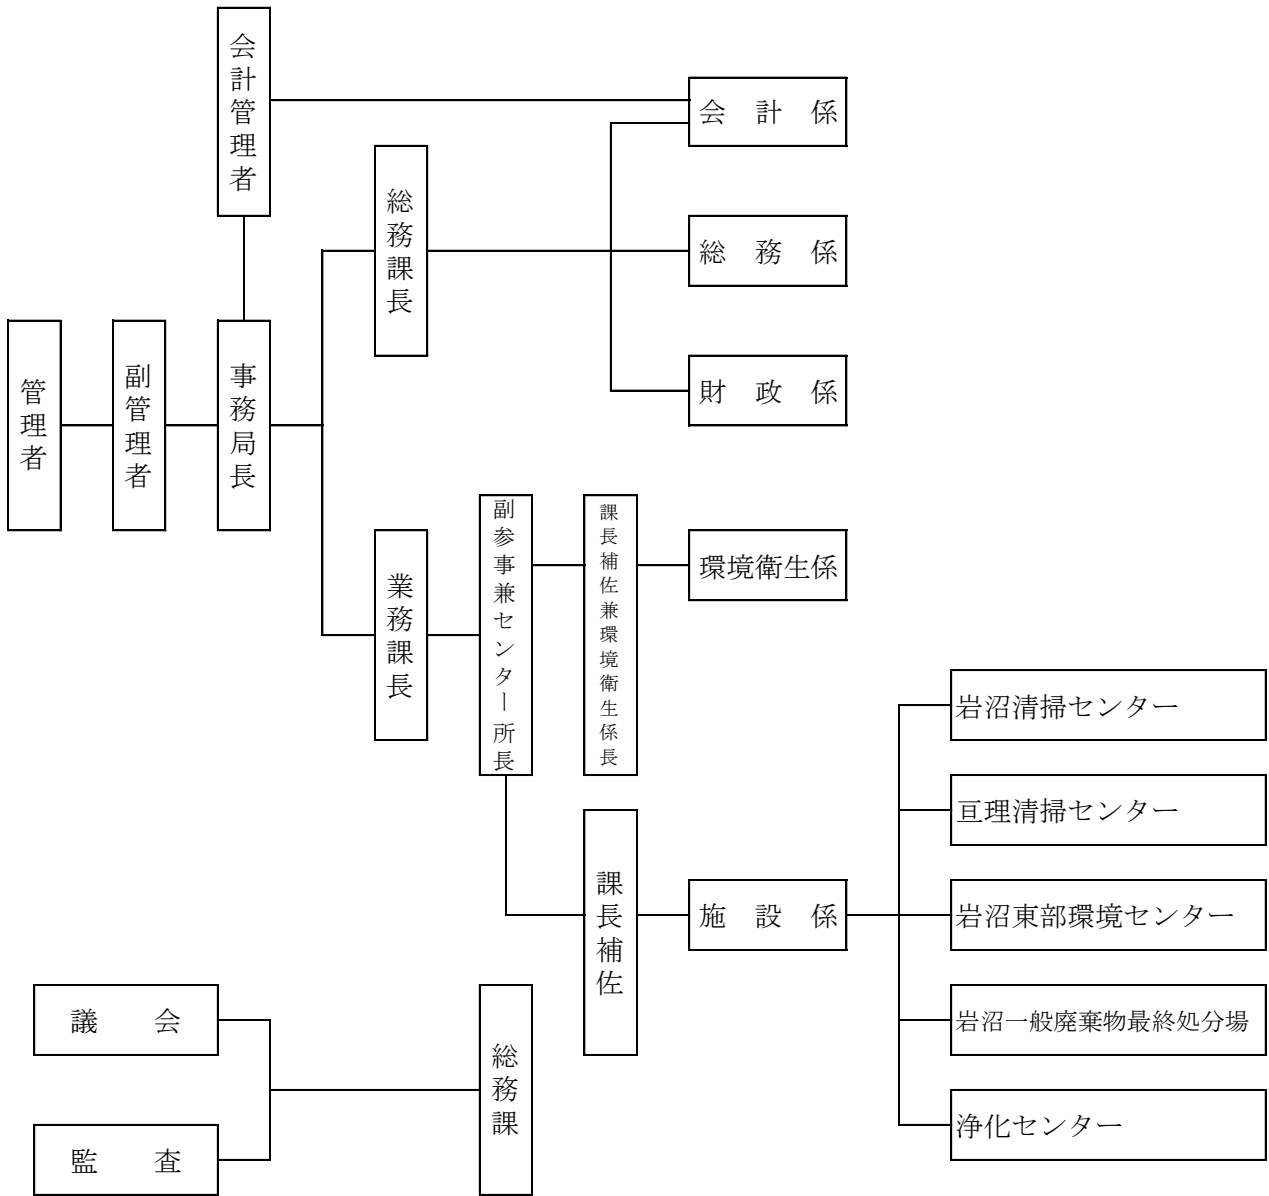 会計管理者
会　計　係
総務課長
総　務　係
財　政　係
管理者
副管理者
事務局長
業務課長
副参事兼センター所長
課長補佐兼環境衛生係長
環境衛生係
課長補佐
施　設　係
岩沼清掃センター
亘理清掃センター
岩沼東部環境センター
岩沼一般廃棄物最終処分場
浄化センター
議　　会
監　　査
総務課